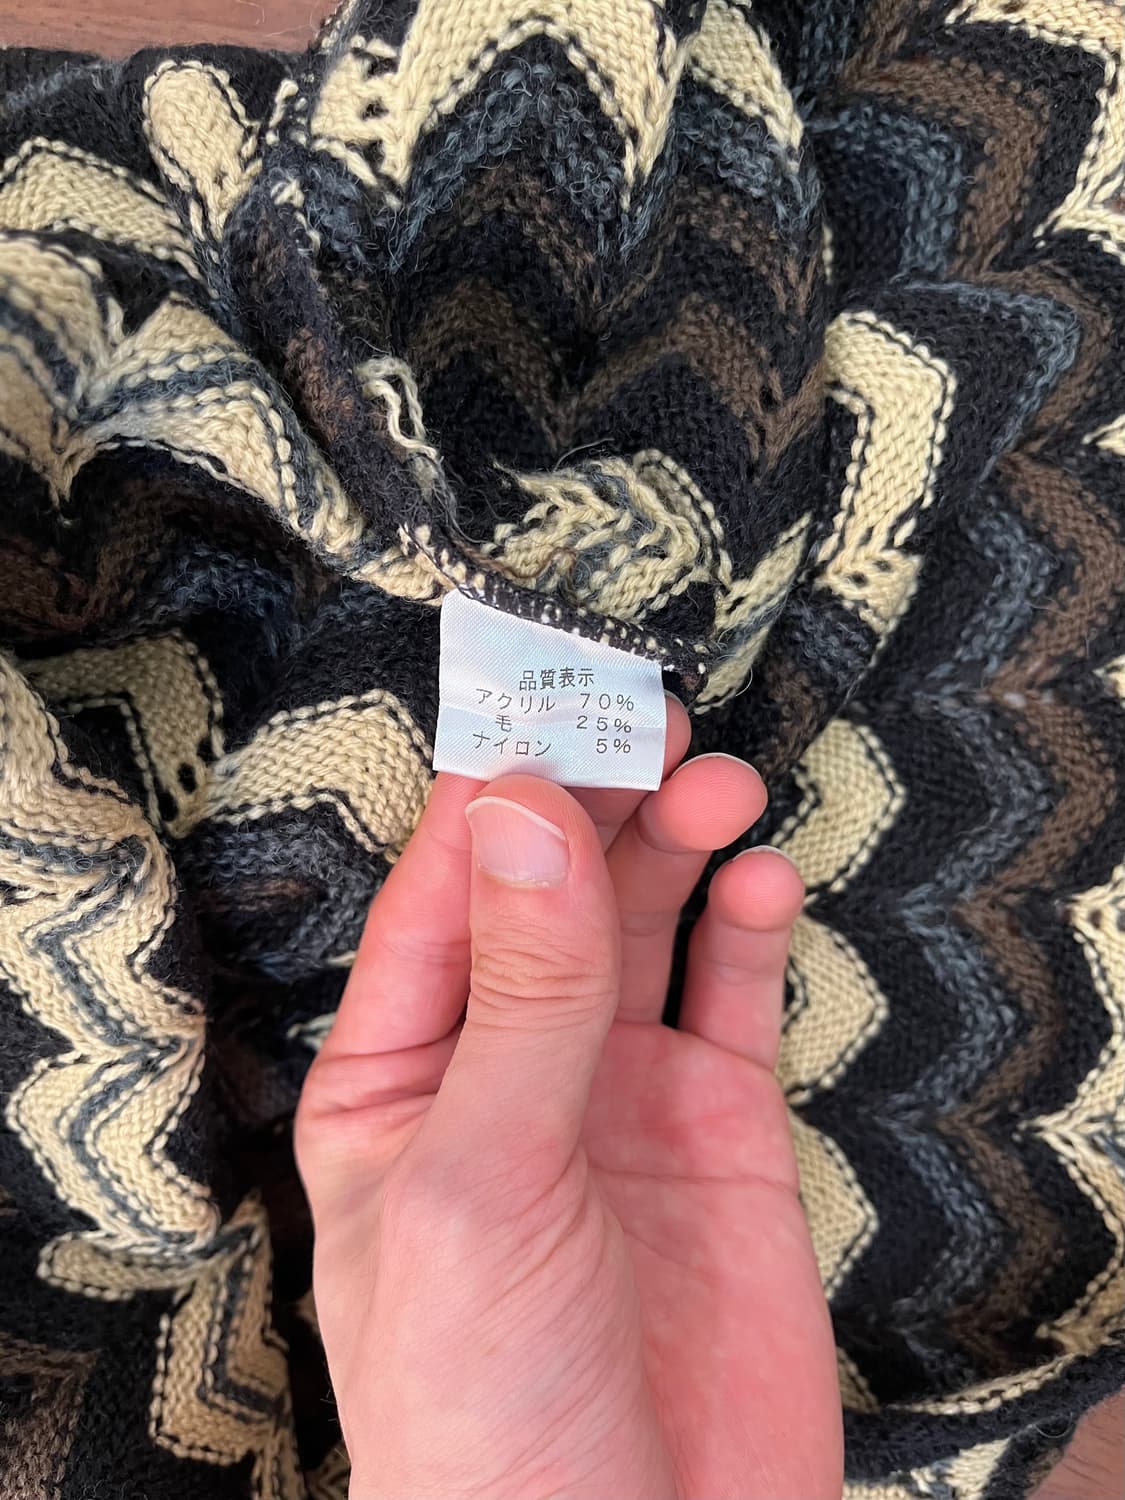 品質表示
アクリル 70%
毛 25%
ナイロン 5%